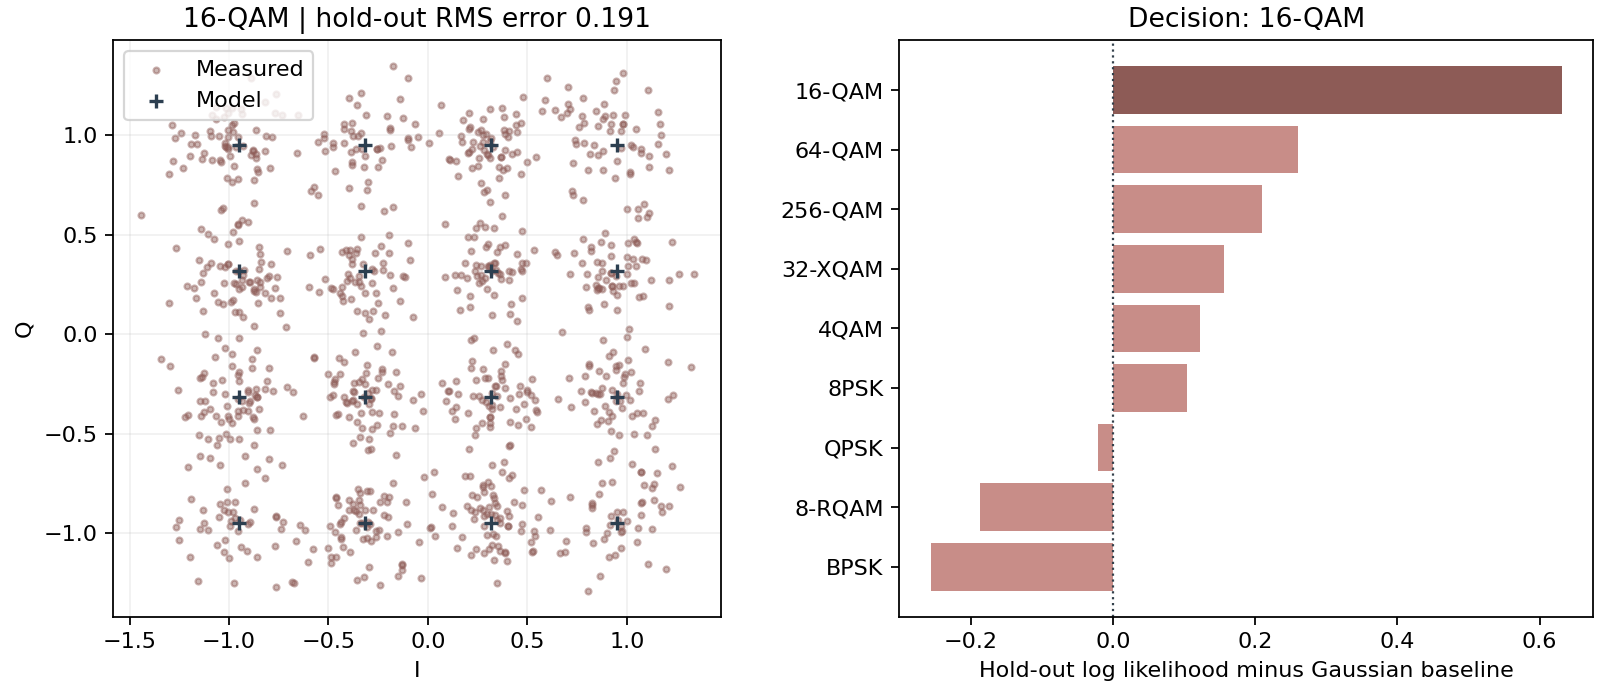 16-QAM | hold-out RMS error 0.191
Measured
Model
1.0
0.5
0.0
−0.5
−1.0
Q
−1.5
−1.0
−0.5
0.0
0.5
1.0
I
Decision: 16-QAM
16-QAM
64-QAM
256-QAM
32-XQAM
4QAM
8PSK
QPSK
8-RQAM
BPSK
−0.2
0.0
0.2
0.4
0.6
Hold-out log likelihood minus Gaussian baseline